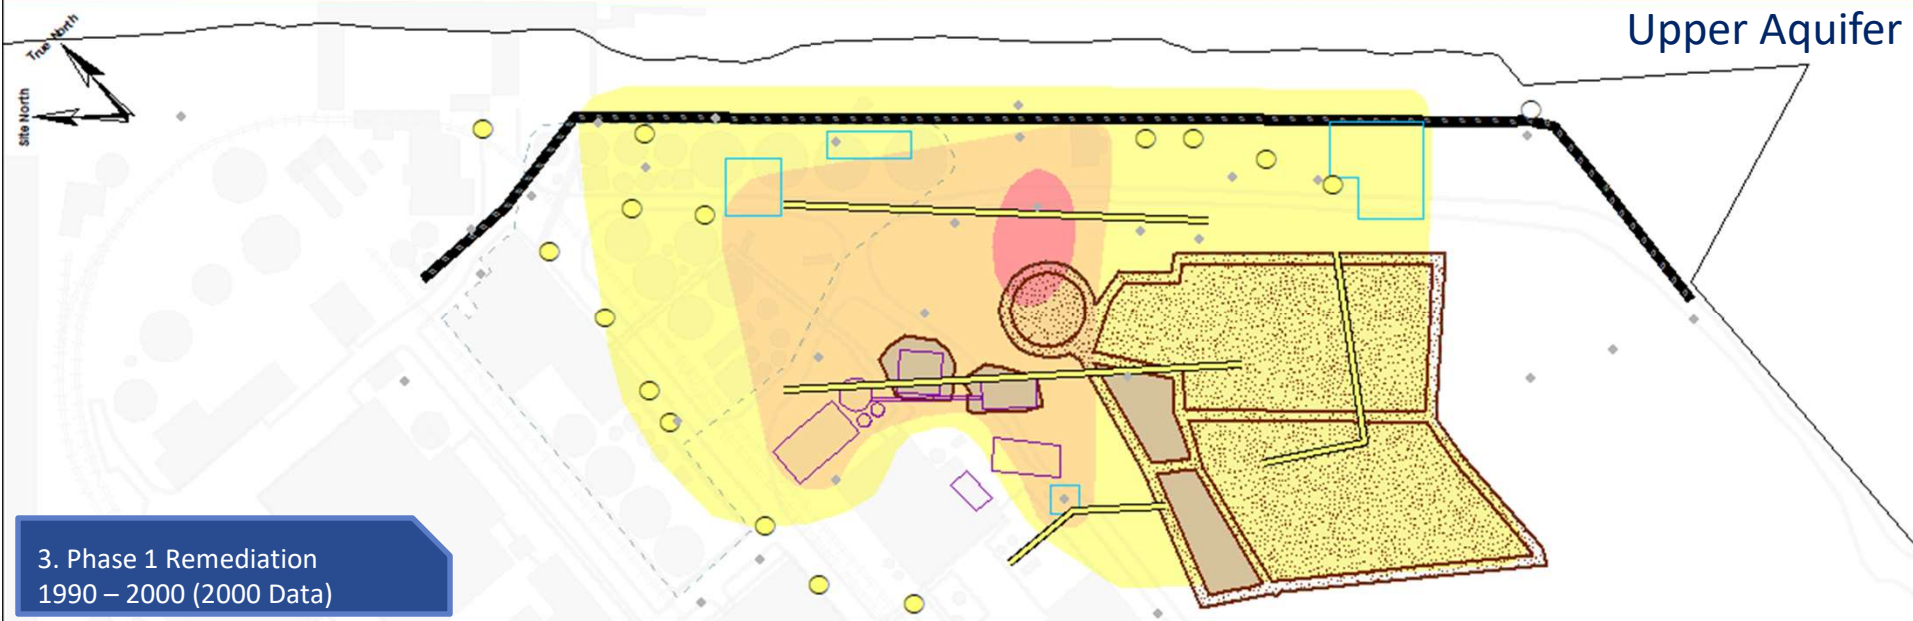 Upper Aquifer
True North
Site North
3. Phase 1 Remediation
1990 – 2000 (2000 Data)